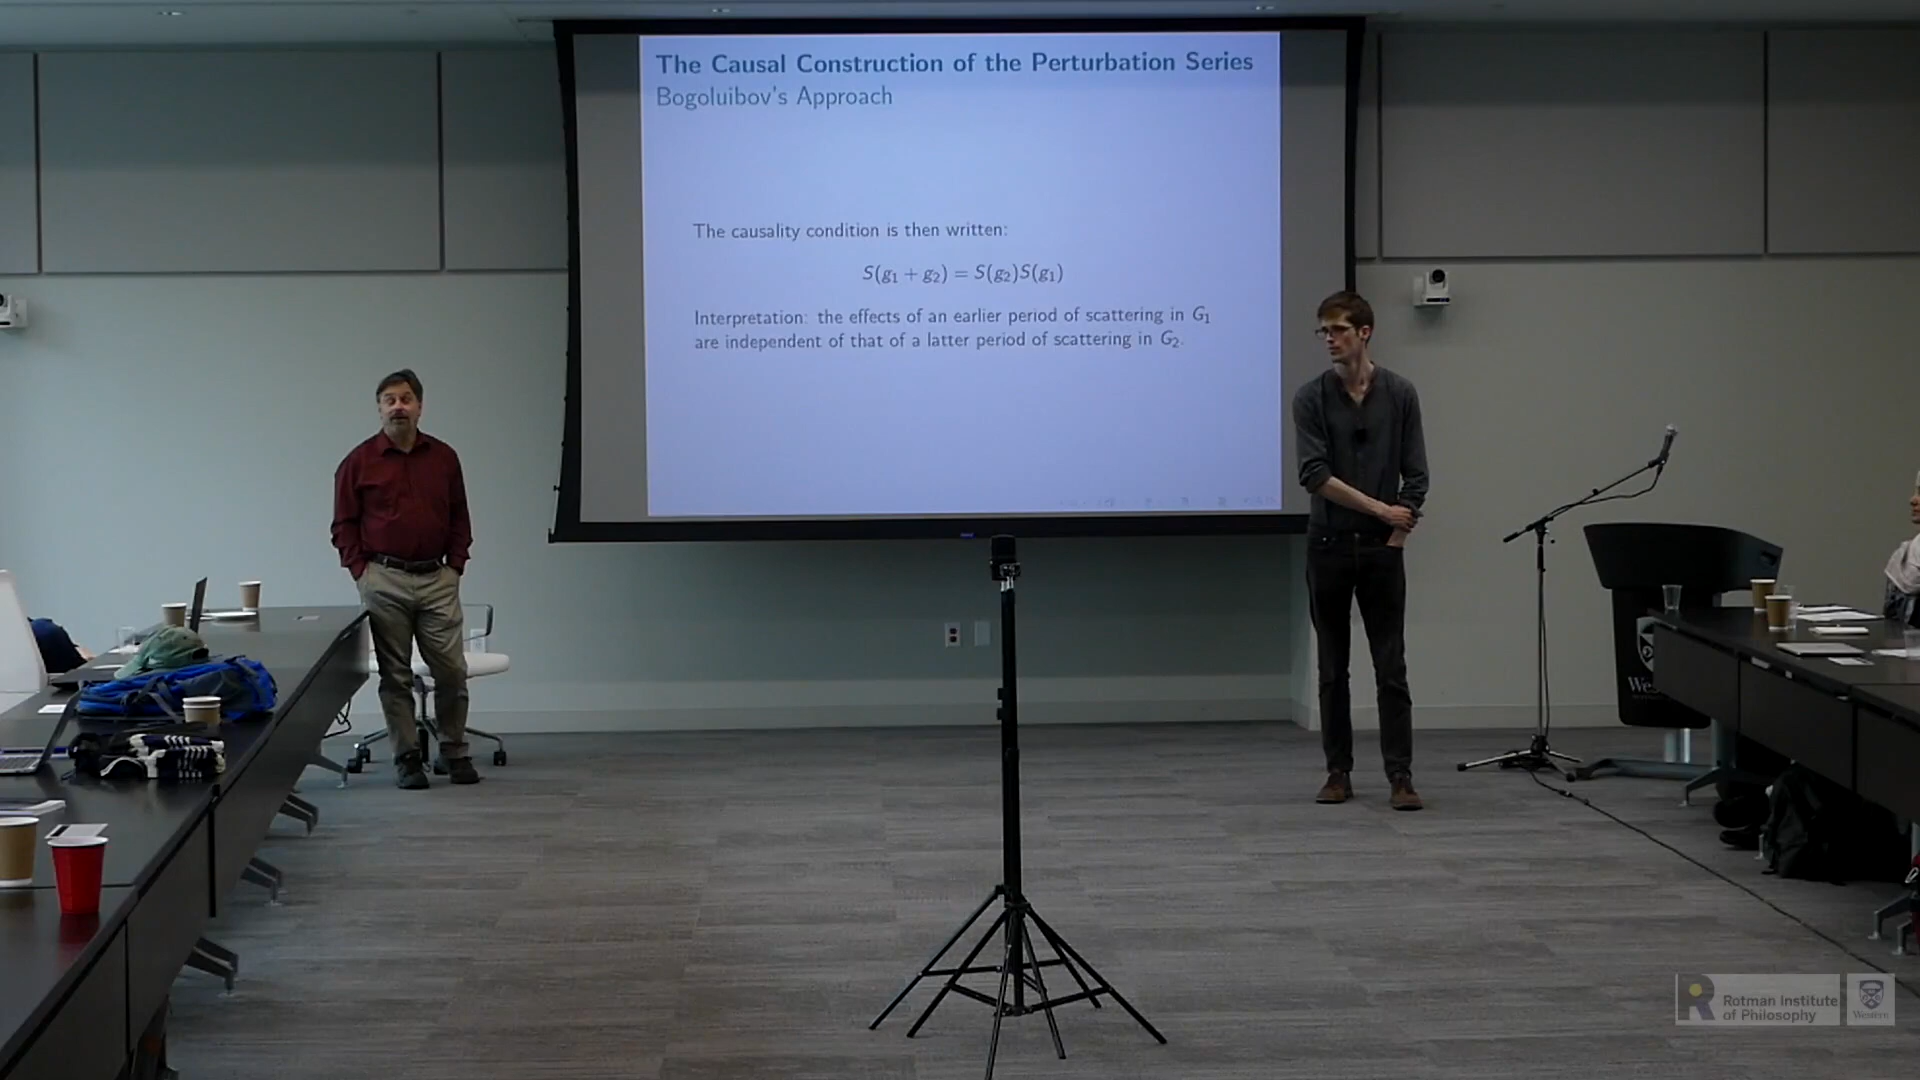 The Causal Construction of the Perturbation Series
Bogoluibov's Approach
The causality condition is then written:
S(g₁ + g₂) = S(g₂)S(g₁)
Interpretation: the effects of an earlier period of scattering in G₁
are independent of that of a latter period of scattering in G₂.
Rotman Institute
of Philosophy
Western